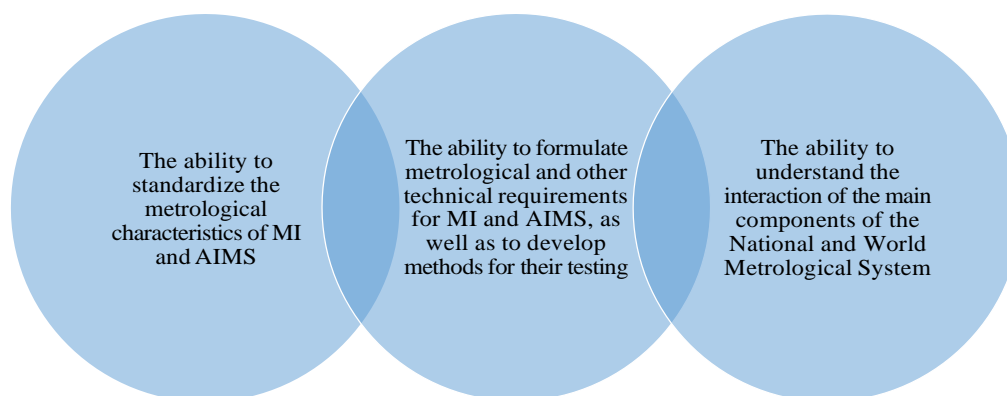 The ability to
standardize the
metrological
characteristics of MI
and AIMS
The ability to formulate
metrological and other
technical requirements
for MI and AIMS, as
well as to develop
methods for their testing
The ability to
understand the
interaction of the main
components of the
National and World
Metrological System